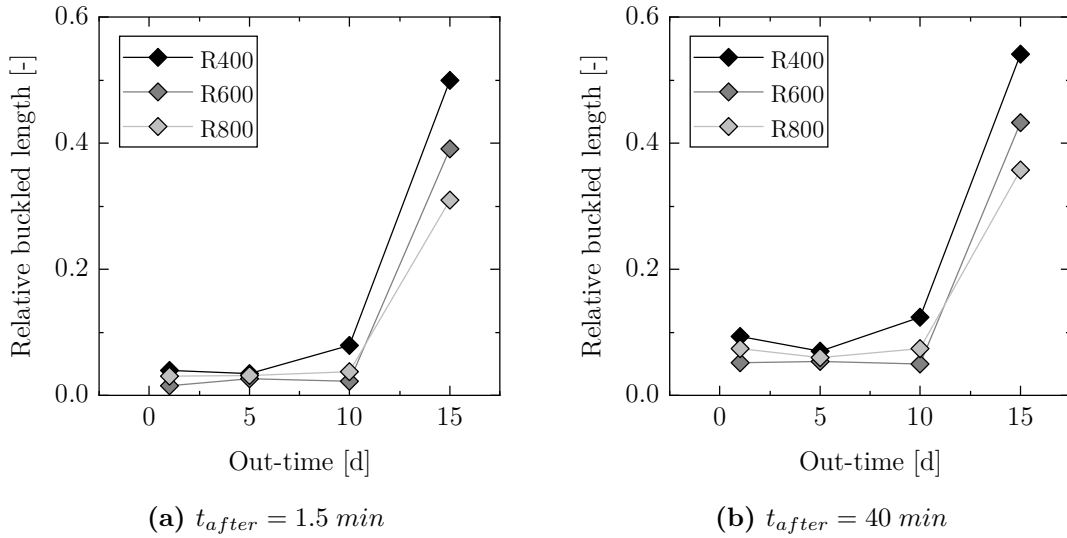 0.6
0.4
0.2
0.0
Relative buckled length [-]
R400
R600
R800
0
5
10
15
Out-time [d]
(a) t_after = 1.5 min
0.6
0.4
0.2
0.0
Relative buckled length [-]
R400
R600
R800
0
5
10
15
Out-time [d]
(b) t_after = 40 min